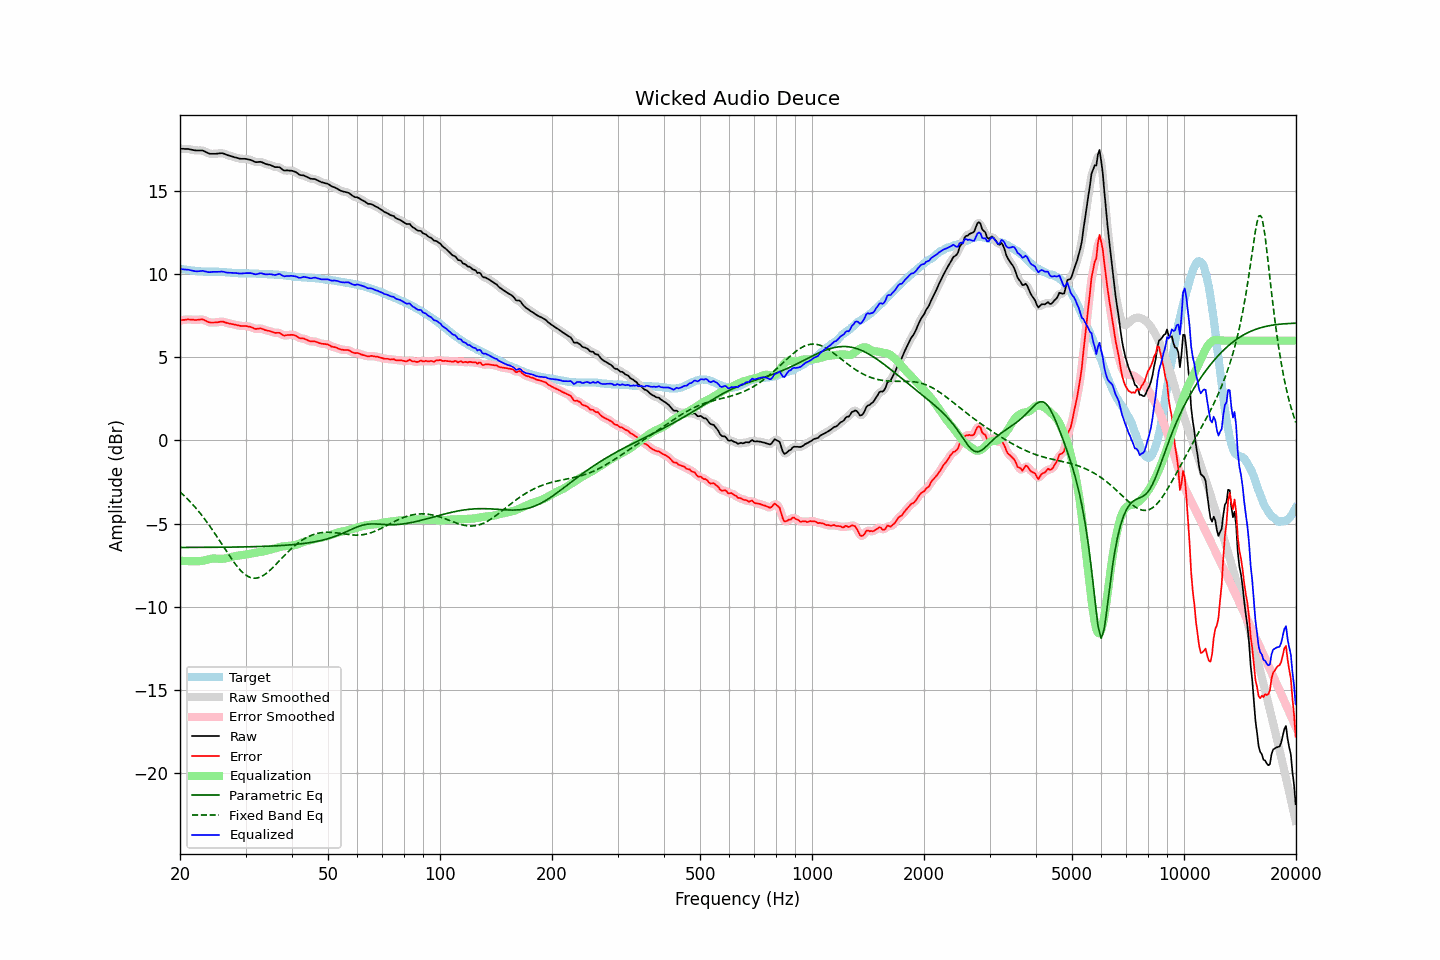 Wicked Audio Deuce
Amplitude (dBr)
15
10
5
0
−5
−10
−15
−20
Target
Raw Smoothed
Error Smoothed
Raw
Error
Equalization
Parametric Eq
Fixed Band Eq
Equalized
20 50 100 200 500 1000 2000 5000 10000 20000
Frequency (Hz)